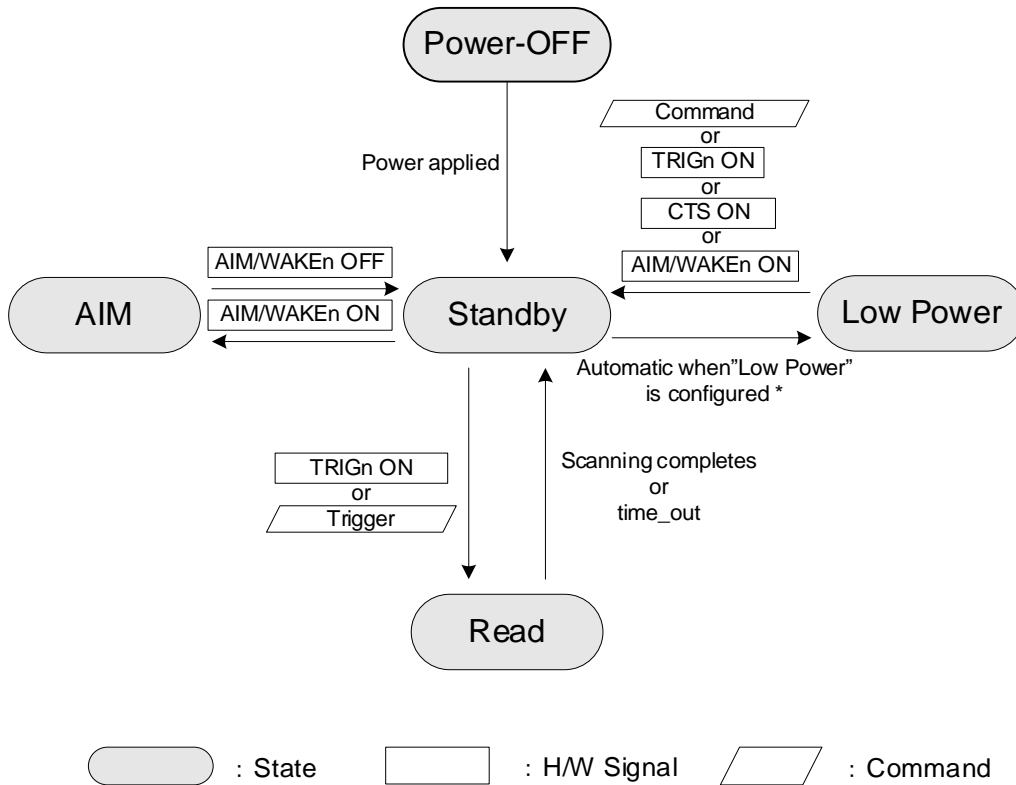 Power-OFF
Power applied
Command
or
TRIGn ON
or
CTS ON
or
AIM/WAKEn ON
AIM/WAKEn OFF
AIM/WAKEn ON
AIM
Standby
Low Power
Automatic when"Low Power"
is configured *
TRIGn ON
or
Trigger
Scanning completes
or
time_out
Read
: State
: H/W Signal
: Command